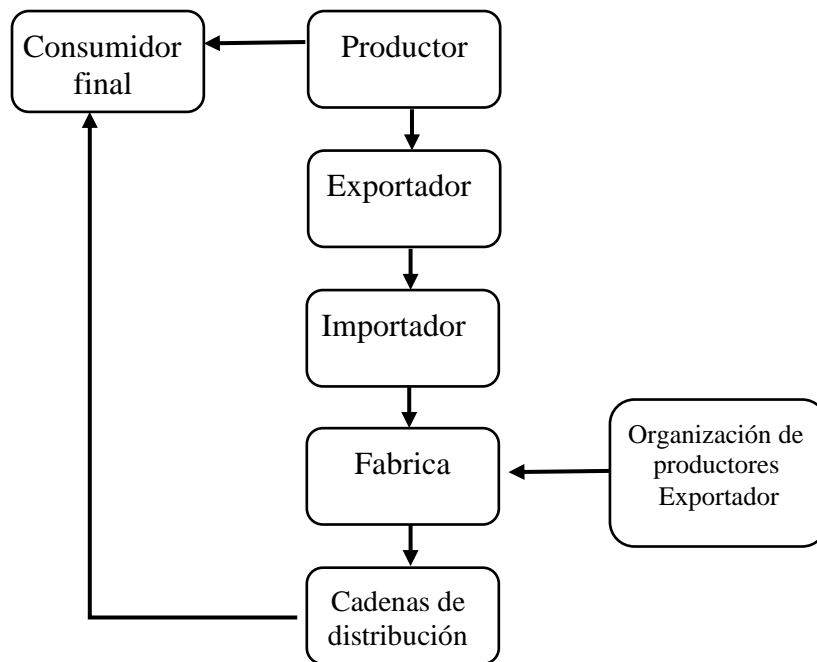 Consumidor
final
Productor
Exportador
Importador
Fabrica
Organización de
productores
Exportador
Cadenas de
distribución